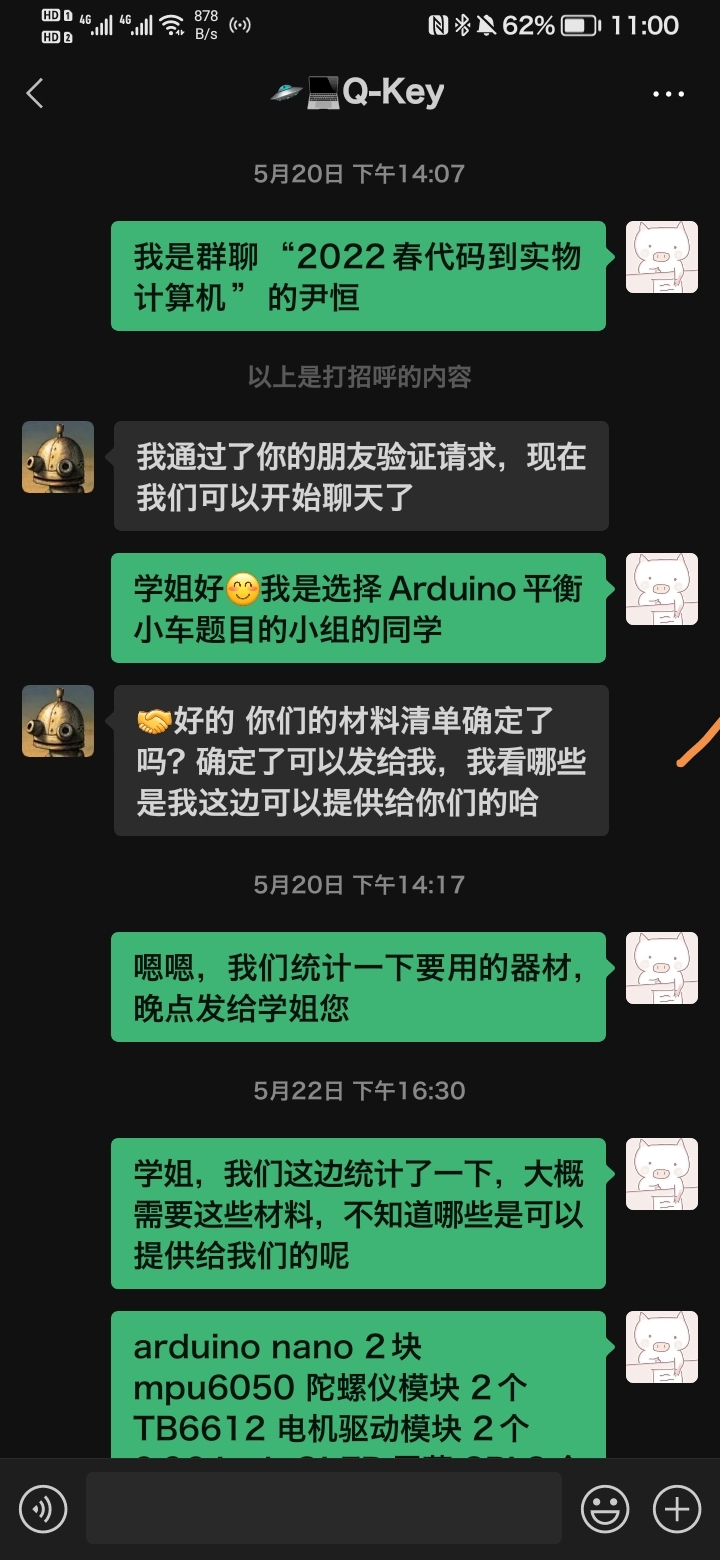 HD 1 4G 4G 878 62% 11:00
HD 2 B/s
Q-Key
5月20日 下午14:07
我是群聊 “2022春代码到实物
计算机” 的尹恒
以上是打招呼的内容
我通过了你的朋友验证请求，现在
我们可以开始聊天了
学姐好😊我是选择 Arduino平衡
小车题目的小组的同学
🤝好的 你们的材料清单确定了
吗？确定了可以发给我，我看哪些
是我这边可以提供给你们的哈
5月20日 下午14:17
嗯嗯，我们统计一下要用的器材，
晚点发给学姐您
5月22日 下午16:30
学姐，我们这边统计了一下，大概
需要这些材料，不知道哪些是可以
提供给我们的呢
arduino nano 2块
mpu6050 陀螺仪模块 2个
TB6612 电机驱动模块 2个